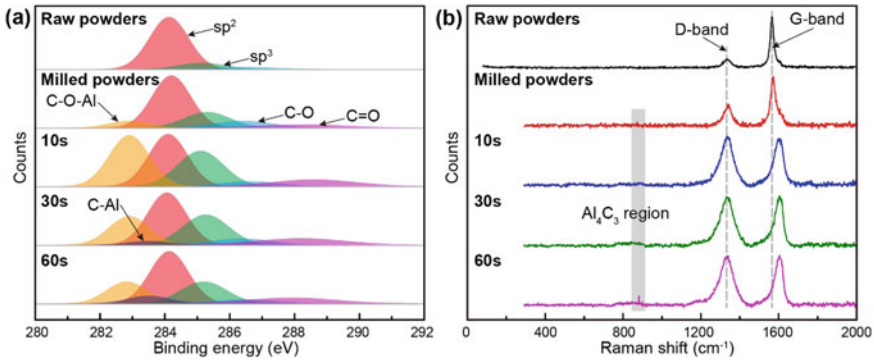 (a)
Raw powders
sp²
sp³
Milled powders
C-O-Al
C-O
C=O
10s
30s
C-Al
60s
Counts
280 282 284 286 288 290 292
Binding energy (eV)
(b)
Raw powders
D-band
G-band
Milled powders
10s
30s
Al₄C₃ region
60s
Counts
0 400 800 1200 1600 2000
Raman shift (cm⁻¹)